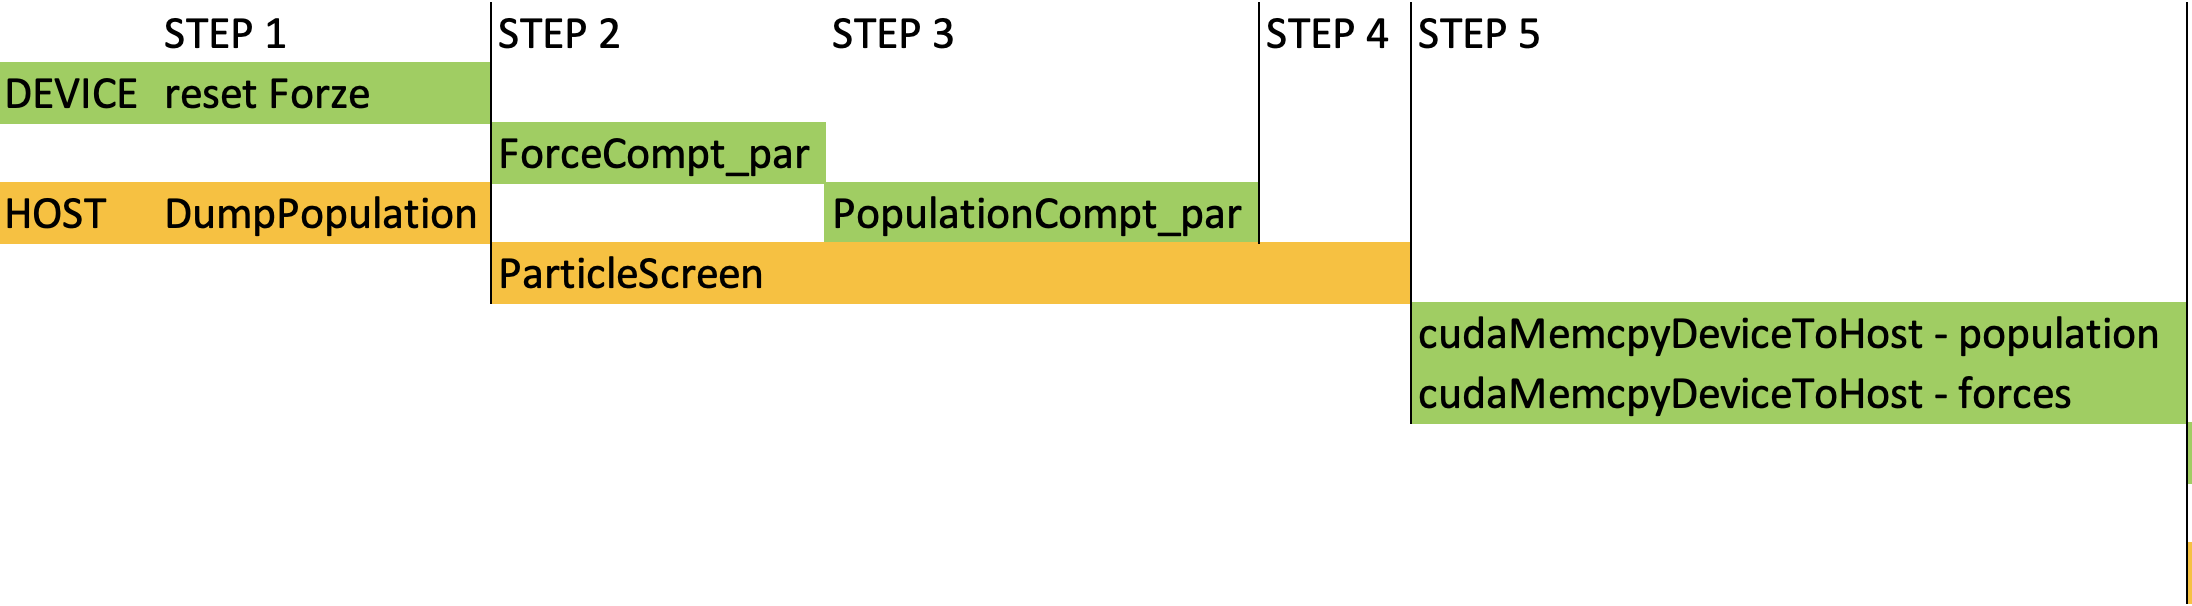 STEP 1 STEP 2 STEP 3 STEP 4 STEP 5
DEVICE reset Forze
ForceCompt_par
HOST DumpPopulation PopulationCompt_par
ParticleScreen
cudaMemcpyDeviceToHost - population
cudaMemcpyDeviceToHost - forces